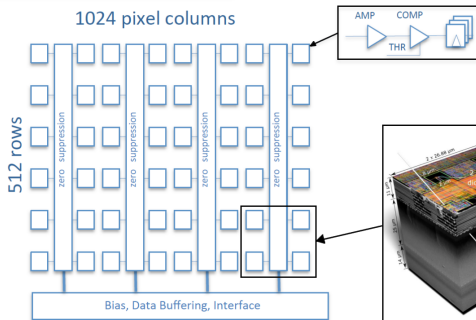 1024 pixel columns
512 rows
zero suppression
zero suppression
zero suppression
zero suppression
Bias, Data Buffering, Interface
AMP
COMP
THR